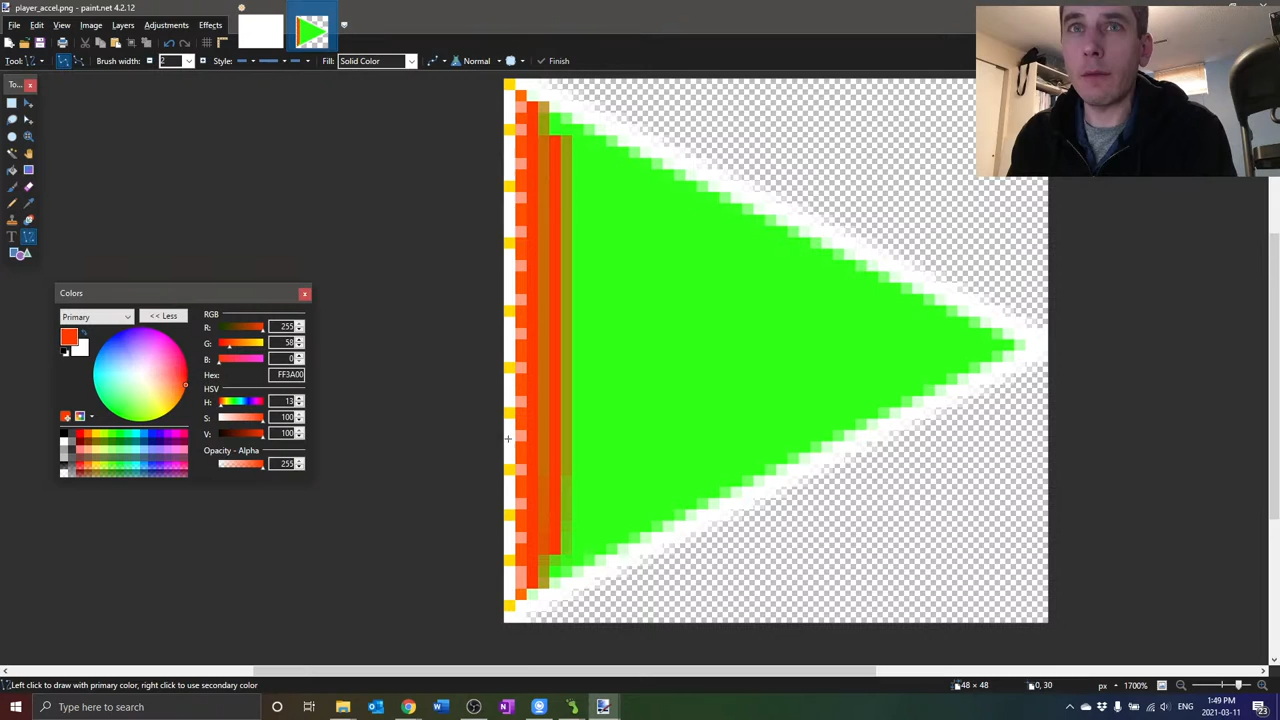 player_accel.png - paint.net 4.2.12
File Edit View Image Layers Adjustments Effects
Tool: Brush width: 2 Style: Fill: Solid Color Normal Finish
To... x
Colors x
Primary << Less RGB
R: 255
G: 58
B: 0
Hex: FF3A00
HSV
H: 13
S: 100
V: 100
Opacity - Alpha
255
Left click to draw with primary color, right click to use secondary color 48 × 48 0, 30 px 1700%
Type here to search 1:49 PM
2021-03-11 23